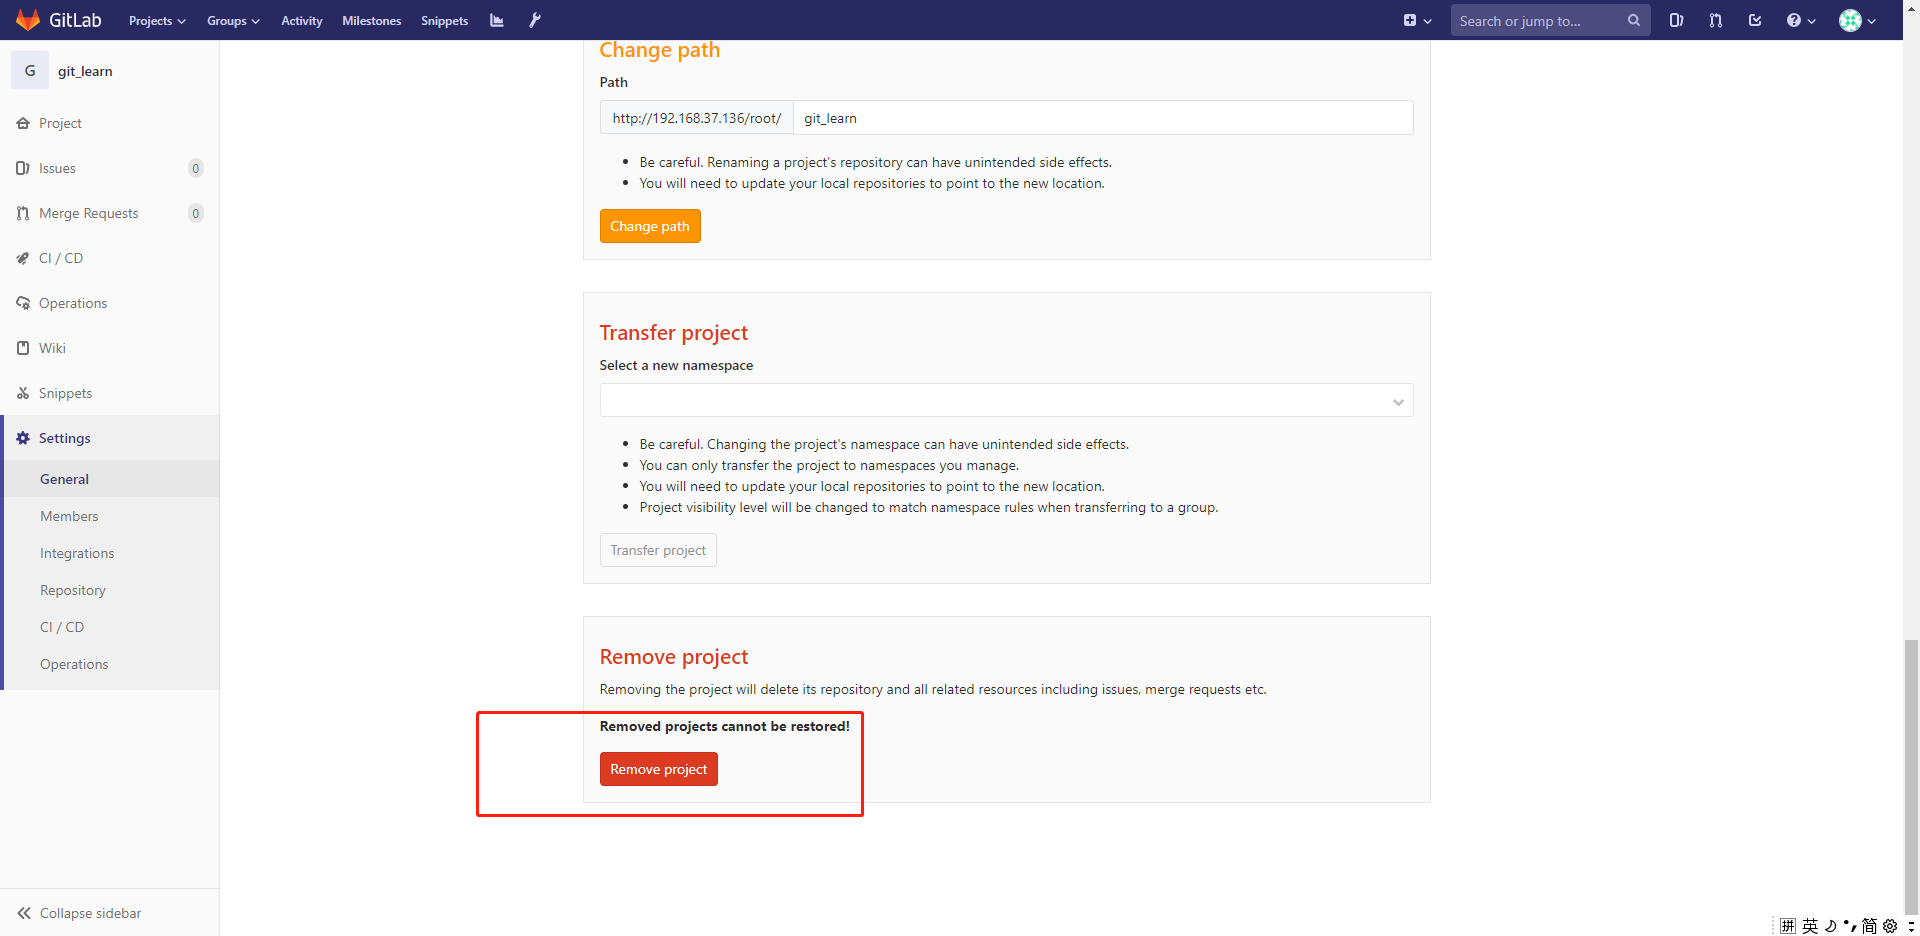 GitLab Projects Groups Activity Milestones Snippets Search or jump to...
G git_learn
Project
Issues 0
Merge Requests 0
CI / CD
Operations
Wiki
Snippets
Settings
General
Members
Integrations
Repository
CI / CD
Operations
Collapse sidebar
Change path
Path
http://192.168.37.136/root/ git_learn
Be careful. Renaming a project's repository can have unintended side effects.
You will need to update your local repositories to point to the new location.
Change path
Transfer project
Select a new namespace
Be careful. Changing the project's namespace can have unintended side effects.
You can only transfer the project to namespaces you manage.
You will need to update your local repositories to point to the new location.
Project visibility level will be changed to match namespace rules when transferring to a group.
Transfer project
Remove project
Removing the project will delete its repository and all related resources including issues, merge requests etc.
Removed projects cannot be restored!
Remove project
拼 英 简